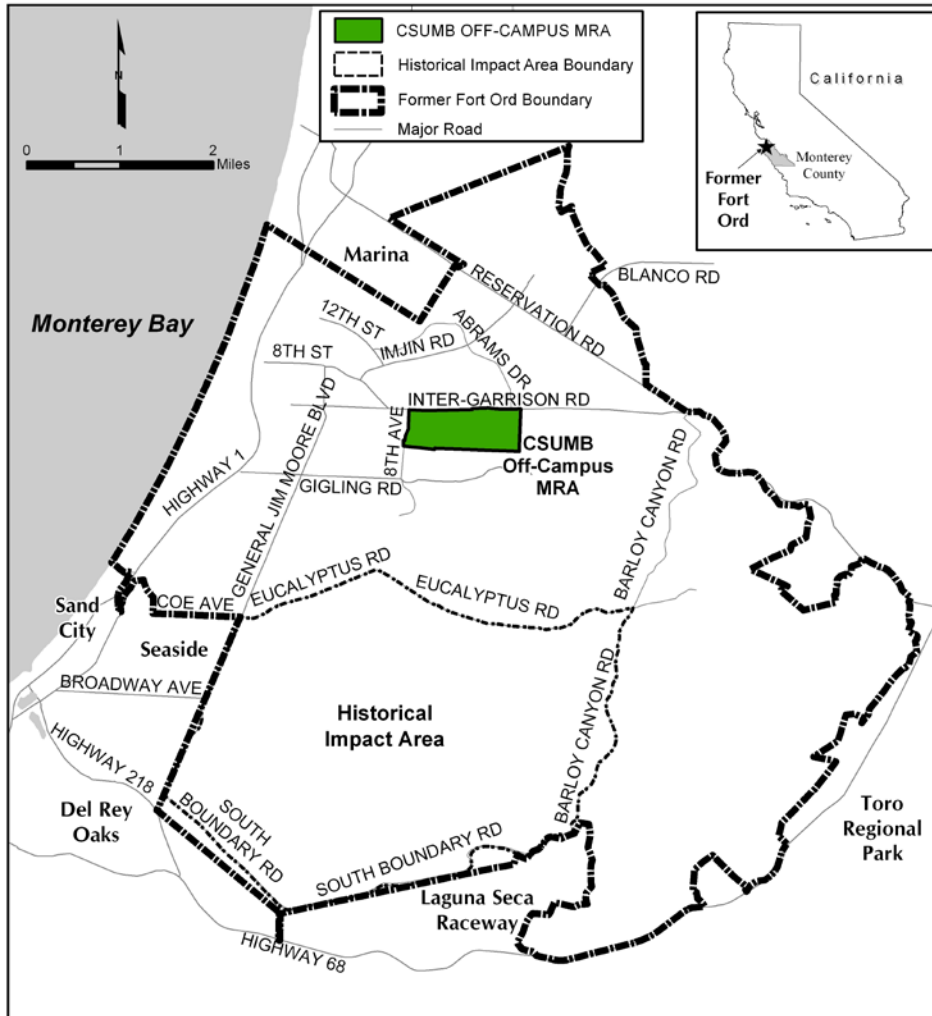 CSUMB OFF-CAMPUS MRA
Historical Impact Area Boundary
Former Fort Ord Boundary
Major Road
N
0 1 2
Miles
California
Monterey
County
Former
Fort
Ord
Marina
RESERVATION RD
BLANCO RD
Monterey Bay
12TH ST
IMJIN RD
ABRAMS DR
8TH ST
INTER-GARRISON RD
8TH AVE
CSUMB
Off-Campus
MRA
HIGHWAY 1
GENERAL JIM MOORE BLVD
GIGLING RD
BARLOY CANYON RD
EUCALYPTUS RD
EUCALYPTUS RD
COE AVE
Sand
City
Seaside
BROADWAY AVE
Historical
Impact Area
BARLOY CANYON RD
HIGHWAY 218
Del Rey
Oaks
SOUTH
BOUNDARY RD
SOUTH BOUNDARY RD
Laguna Seca
Raceway
Toro
Regional
Park
HIGHWAY 68